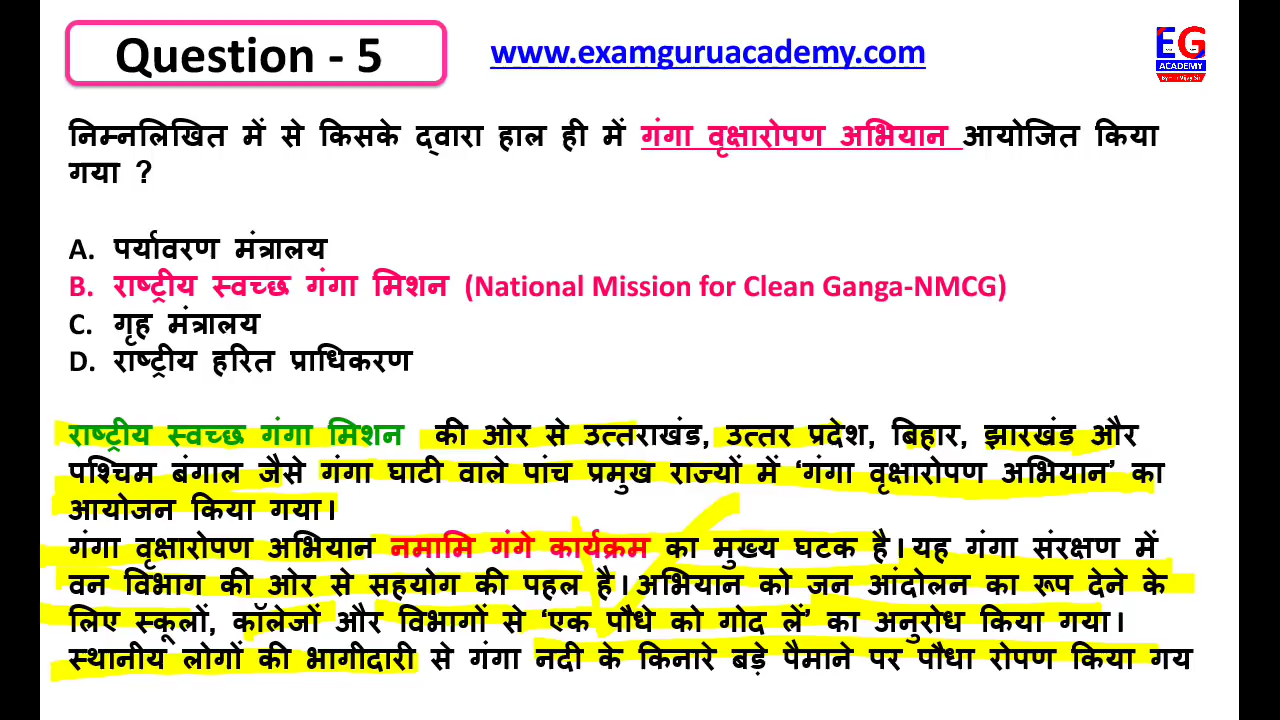 Question - 5
www.examguruacademy.com
EG
ACADEMY
निम्नलिखित में से किसके द्वारा हाल ही में गंगा वृक्षारोपण अभियान आयोजित किया
गया ?
A. पर्यावरण मंत्रालय
B. राष्ट्रीय स्वच्छ गंगा मिशन (National Mission for Clean Ganga-NMCG)
C. गृह मंत्रालय
D. राष्ट्रीय हरित प्राधिकरण
राष्ट्रीय स्वच्छ गंगा मिशन की ओर से उत्तराखंड, उत्तर प्रदेश, बिहार, झारखंड और
पश्चिम बंगाल जैसे गंगा घाटी वाले पांच प्रमुख राज्यों में ‘गंगा वृक्षारोपण अभियान’ का
आयोजन किया गया।
गंगा वृक्षारोपण अभियान नमामि गंगे कार्यक्रम का मुख्य घटक है। यह गंगा संरक्षण में
वन विभाग की ओर से सहयोग की पहल है। अभियान को जन आंदोलन का रूप देने के
लिए स्कूलों, कॉलेजों और विभागों से ‘एक पौधे को गोद लें’ का अनुरोध किया गया।
स्थानीय लोगों की भागीदारी से गंगा नदी के किनारे बड़े पैमाने पर पौधा रोपण किया गय